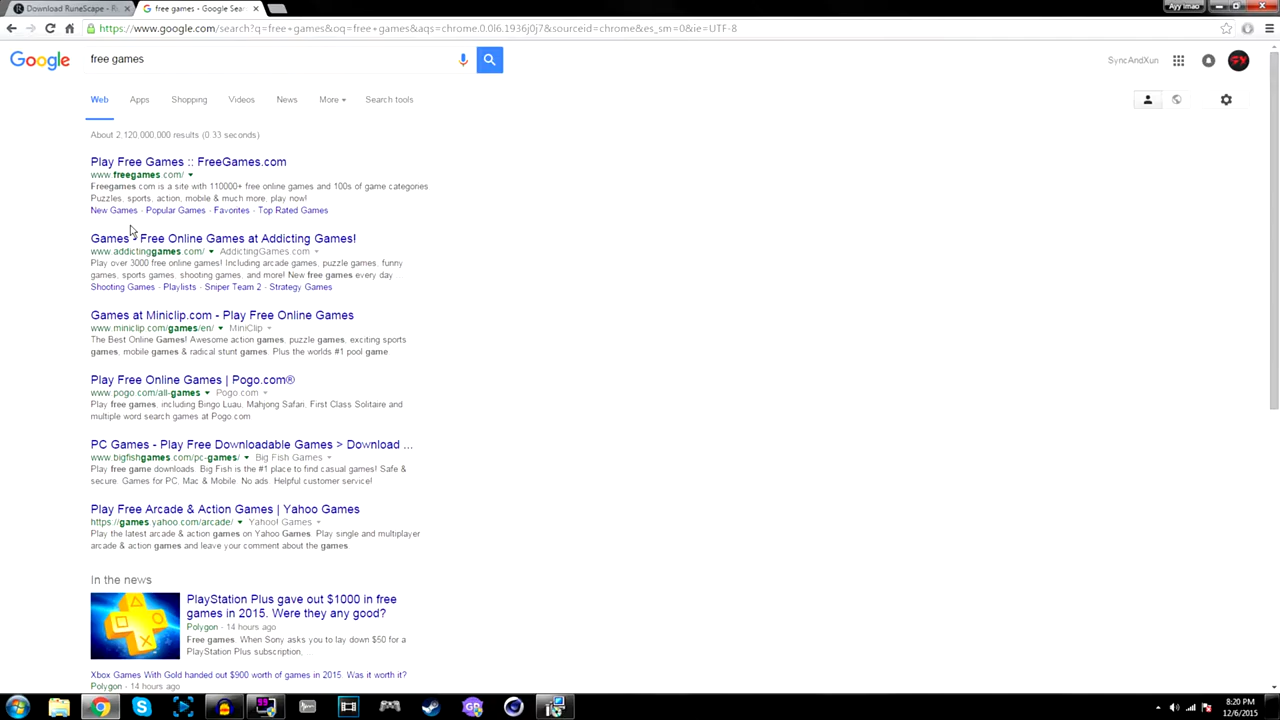 Download RuneScape - R
free games - Google Sea
Ayy lmao
https://www.google.com/search?q=free+games&oq=free+games&aqs=chrome.0.0l6.1936j0j7&sourceid=chrome&es_sm=0&ie=UTF-8
Google free games SyncAndXun
Web Apps Shopping Videos News More Search tools
About 2,120,000,000 results (0.33 seconds)
Play Free Games :: FreeGames.com
www.freegames.com/
Freegames.com is a site with 110000+ free online games and 100s of game categories
Puzzles, sports, action, mobile & much more, play now!
New Games - Popular Games - Favorites - Top Rated Games
Games - Free Online Games at Addicting Games!
www.addictinggames.com/ AddictingGames.com
Play over 3000 free online games! Including arcade games, puzzle games, funny
games, sports games, shooting games, and more! New free games every day
Shooting Games - Playlists - Sniper Team 2 - Strategy Games
Games at Miniclip.com - Play Free Online Games
www.miniclip.com/games/en/ MiniClip
The Best Online Games! Awesome action games, puzzle games, exciting sports
games, mobile games & radical stunt games. Plus the worlds #1 pool game
Play Free Online Games | Pogo.com®
www.pogo.com/all-games Pogo.com
Play free games, including Bingo Luau, Mahjong Safari, First Class Solitaire and
multiple word search games at Pogo.com
PC Games - Play Free Downloadable Games > Download ...
www.bigfishgames.com/pc-games/ Big Fish Games
Play free game downloads. Big Fish is the #1 place to find casual games! Safe &
secure. Games for PC, Mac & Mobile. No ads. Helpful customer service!
Play Free Arcade & Action Games | Yahoo Games
https://games.yahoo.com/arcade/ Yahoo! Games
Play the latest arcade & action games on Yahoo Games. Play single and multiplayer
arcade & action games and leave your comment about the games
In the news
PlayStation Plus gave out $1000 in free
games in 2015. Were they any good?
Polygon - 14 hours ago
Free games. When Sony asks you to lay down $50 for a
PlayStation Plus subscription, ...
Xbox Games With Gold handed out $900 worth of games in 2015. Was it worth it?
Polygon - 14 hours ago
8:20 PM
12/6/2015